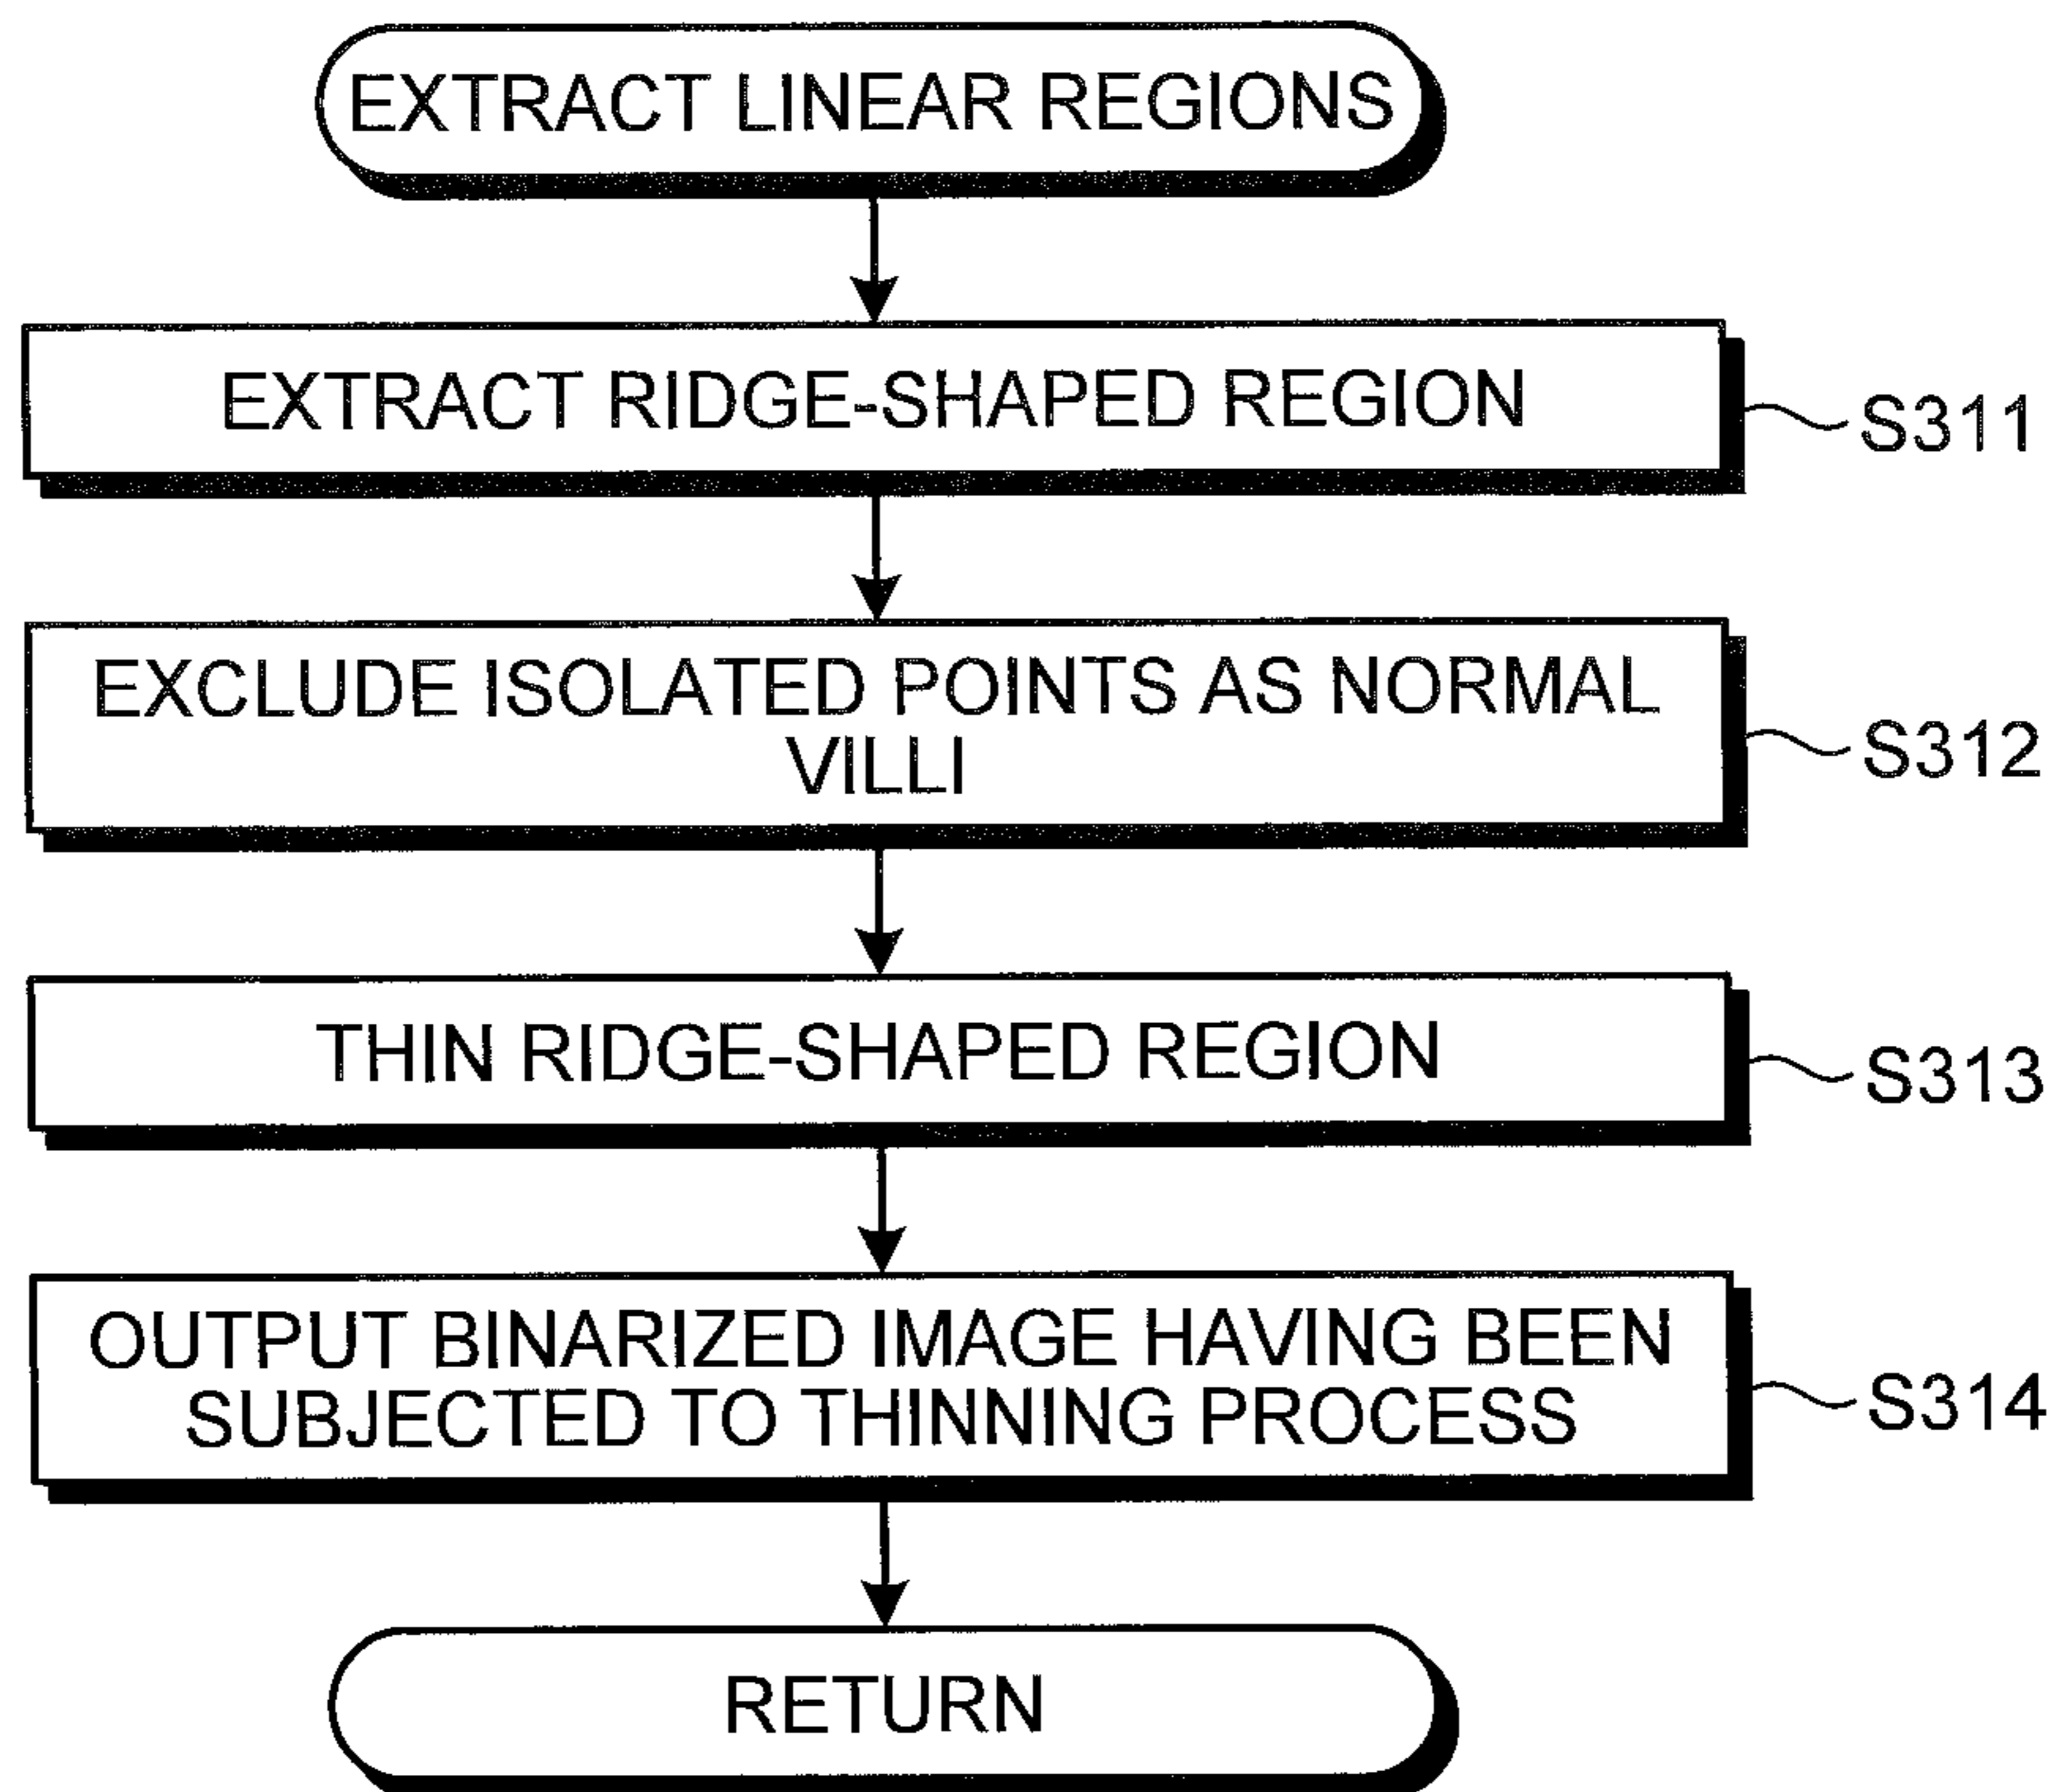 EXTRACT LINEAR REGIONS
EXTRACT RIDGE-SHAPED REGION
S311
EXCLUDE ISOLATED POINTS AS NORMAL
VILLI
S312
THIN RIDGE-SHAPED REGION
S313
OUTPUT BINARIZED IMAGE HAVING BEEN
SUBJECTED TO THINNING PROCESS
S314
RETURN